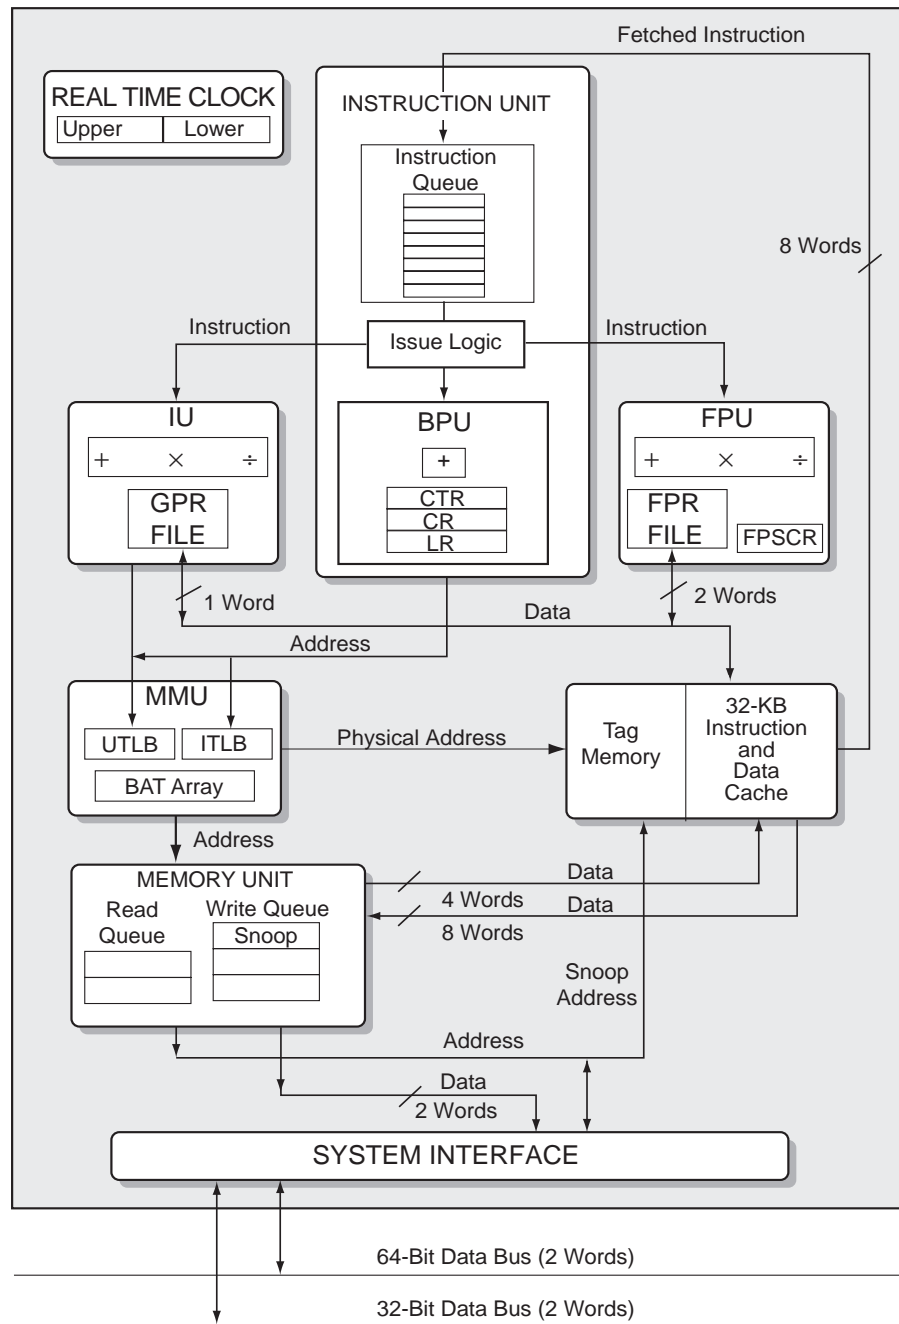 Fetched Instruction
REAL TIME CLOCK
Upper Lower
INSTRUCTION UNIT
Instruction
Queue
8 Words
Instruction
Issue Logic
Instruction
IU
+ × ÷
GPR
FILE
BPU
+
CTR
CR
LR
FPU
+ × ÷
FPR
FILE
FPSCR
1 Word
2 Words
Data
Address
MMU
UTLB
ITLB
BAT Array
Physical Address
Tag
Memory
32-KB
Instruction
and
Data
Cache
Address
MEMORY UNIT
Read
Queue
Write Queue
Snoop
Data
4 Words
Data
8 Words
Snoop
Address
Address
Data
2 Words
SYSTEM INTERFACE
64-Bit Data Bus (2 Words)
32-Bit Data Bus (2 Words)